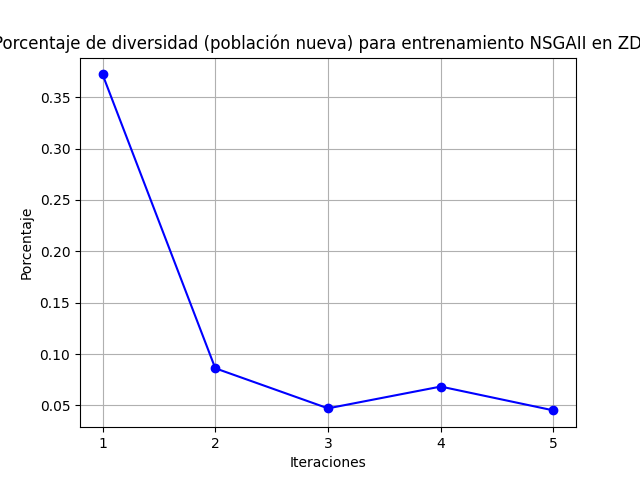 Porcentaje de diversidad (población nueva) para entrenamiento NSGAII en ZD
0.35
0.30
0.25
0.20
0.15
0.10
0.05
Porcentaje
1 2 3 4 5
Iteraciones